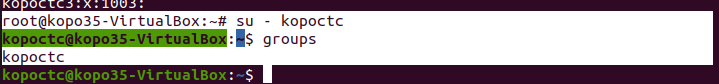 kopoctc3:x:1003:
root@kopo35-VirtualBox:~# su - kopoctc
kopoctc@kopo35-VirtualBox:~$ groups
kopoctc
kopoctc@kopo35-VirtualBox:~$